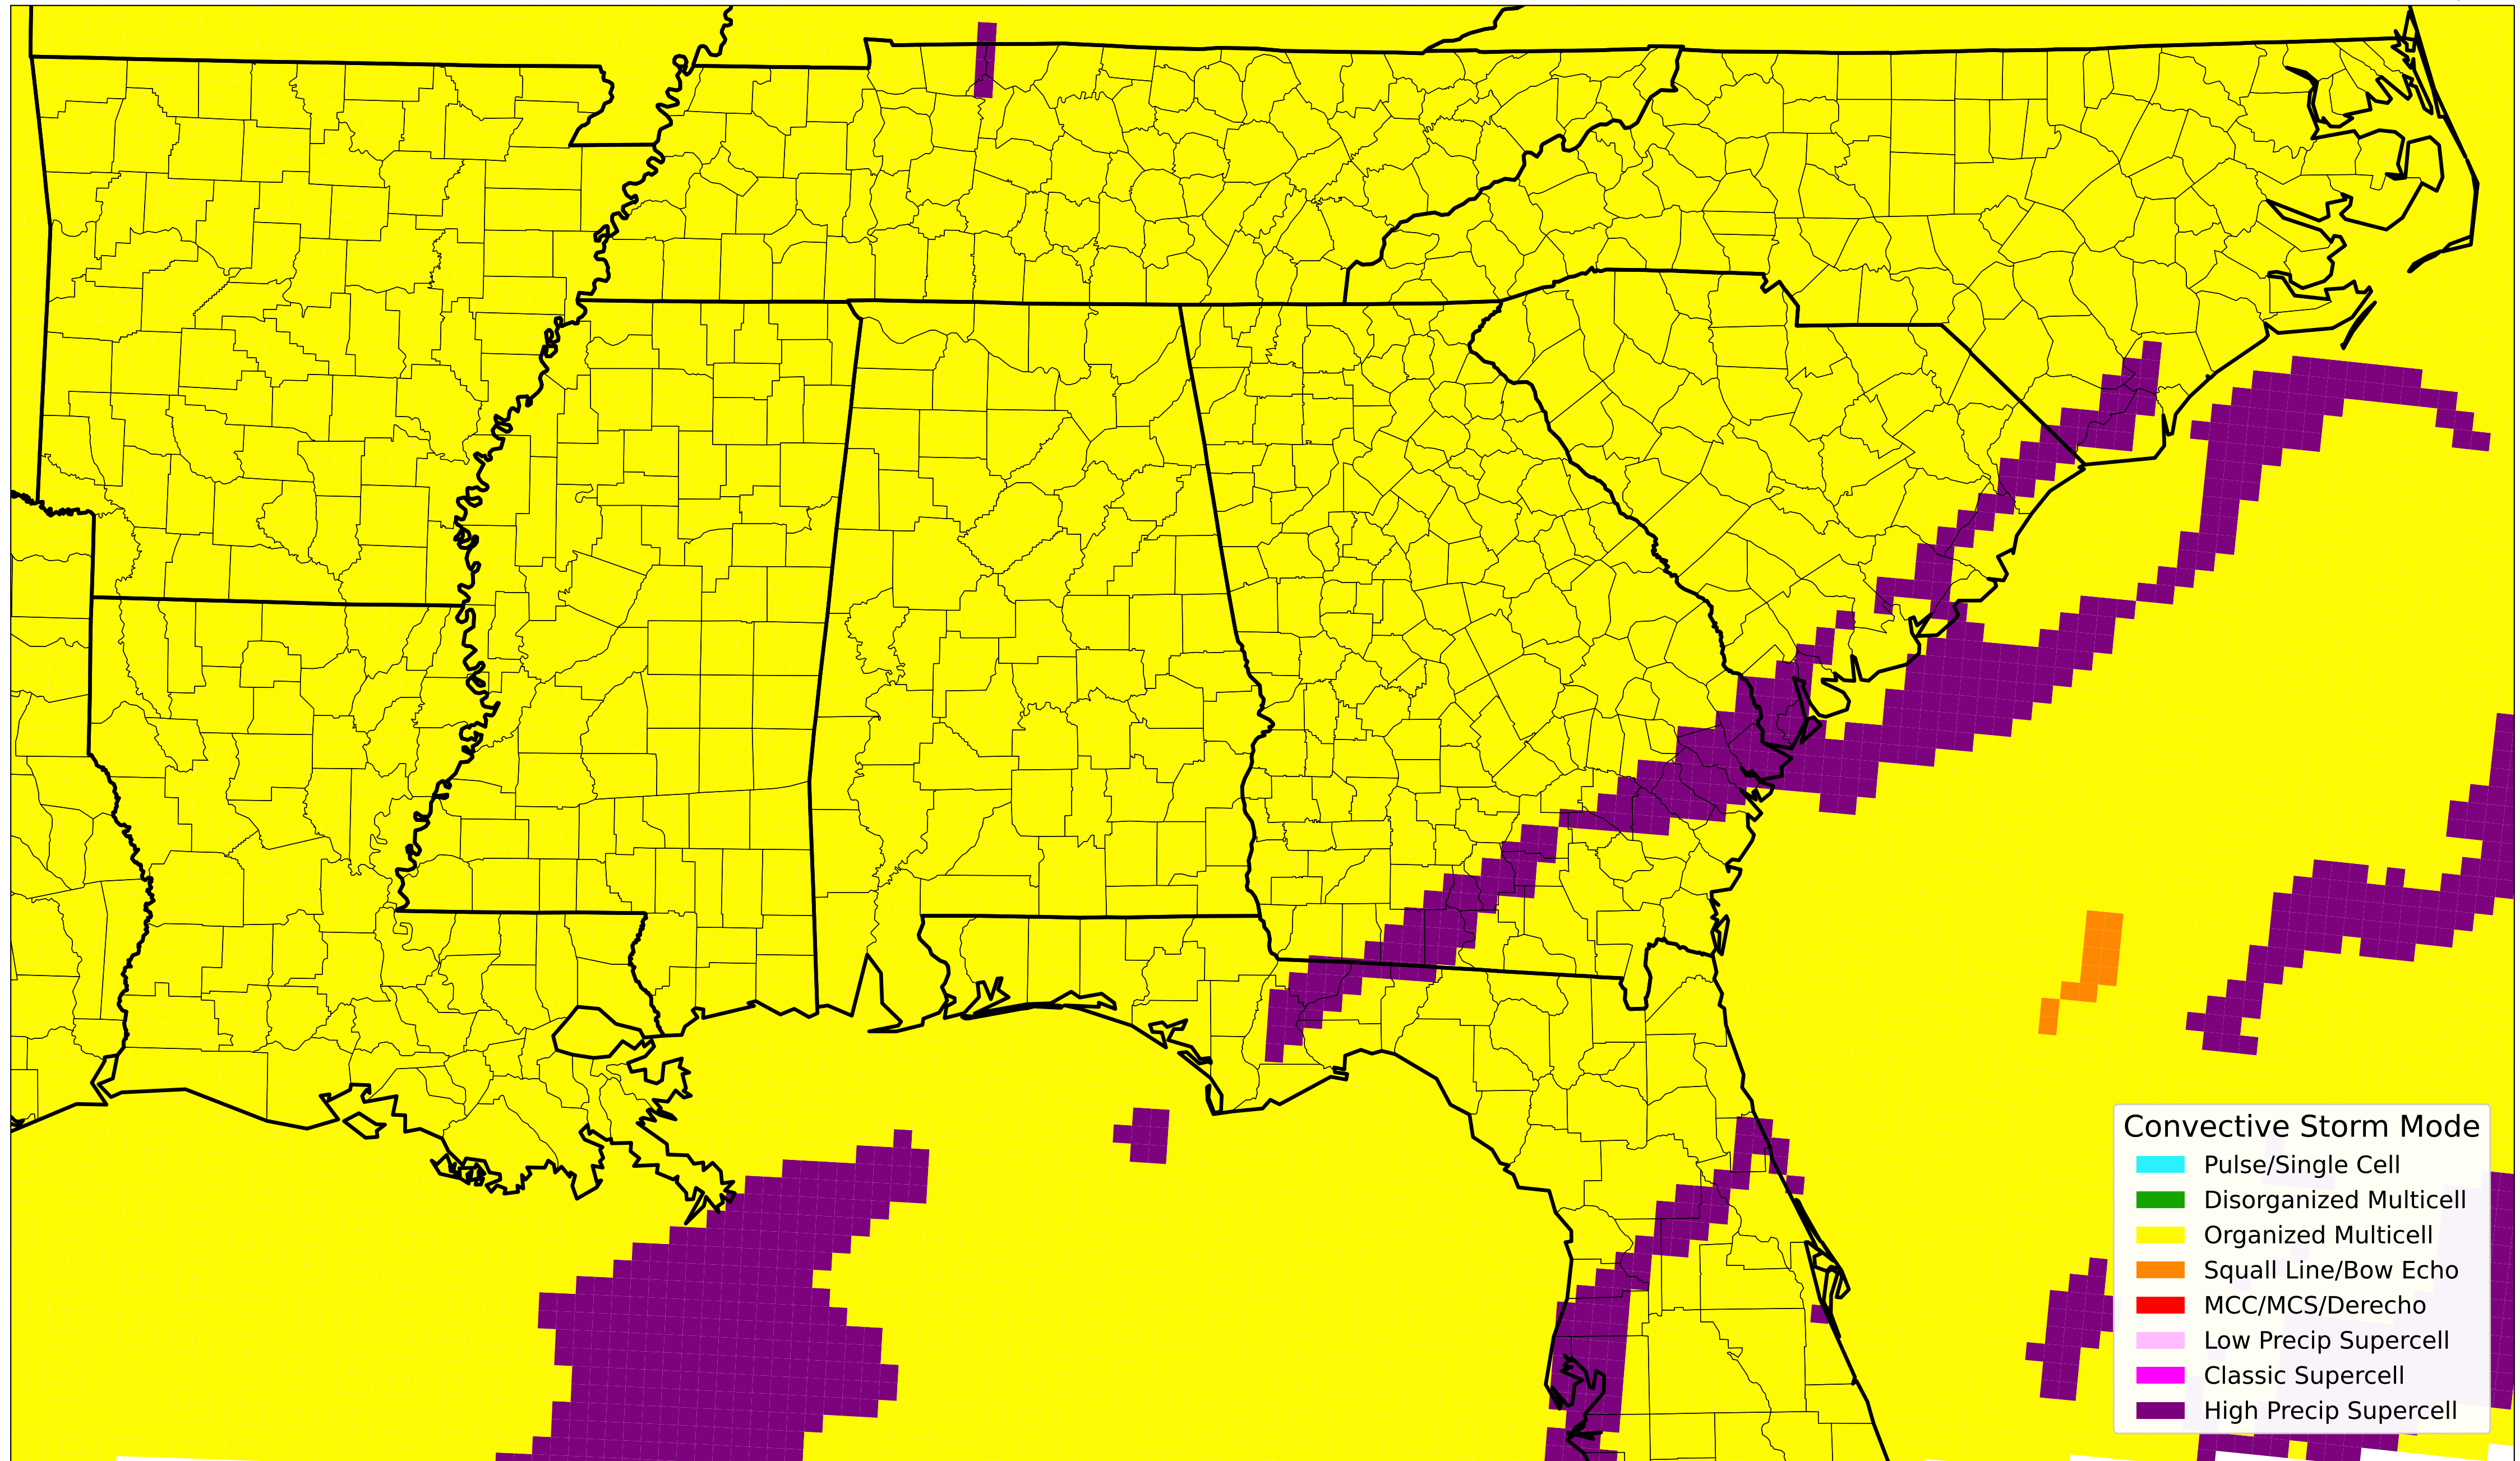 Convective Storm Mode
Pulse/Single Cell
Disorganized Multicell
Organized Multicell
Squall Line/Bow Echo
MCC/MCS/Derecho
Low Precip Supercell
Classic Supercell
High Precip Supercell